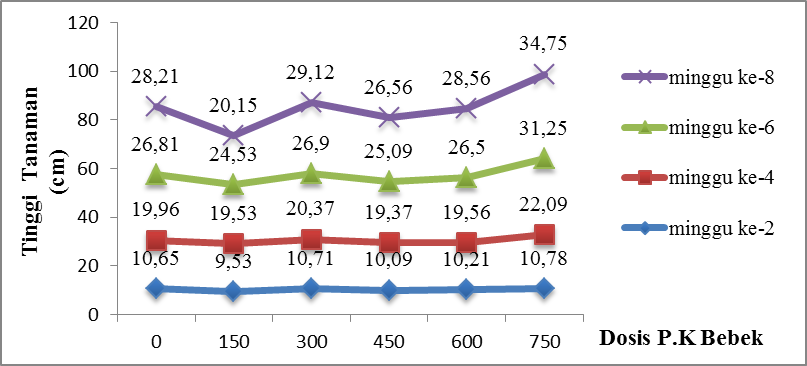 120
100
80
60
40
20
0
Tinggi Tanaman
(cm)
28,21 20,15 29,12 26,56 28,56 34,75
26,81 24,53 26,9 25,09 26,5 31,25
19,96 19,53 20,37 19,37 19,56 22,09
10,65 9,53 10,71 10,09 10,21 10,78
0 150 300 450 600 750
Dosis P.K Bebek
minggu ke-8
minggu ke-6
minggu ke-4
minggu ke-2